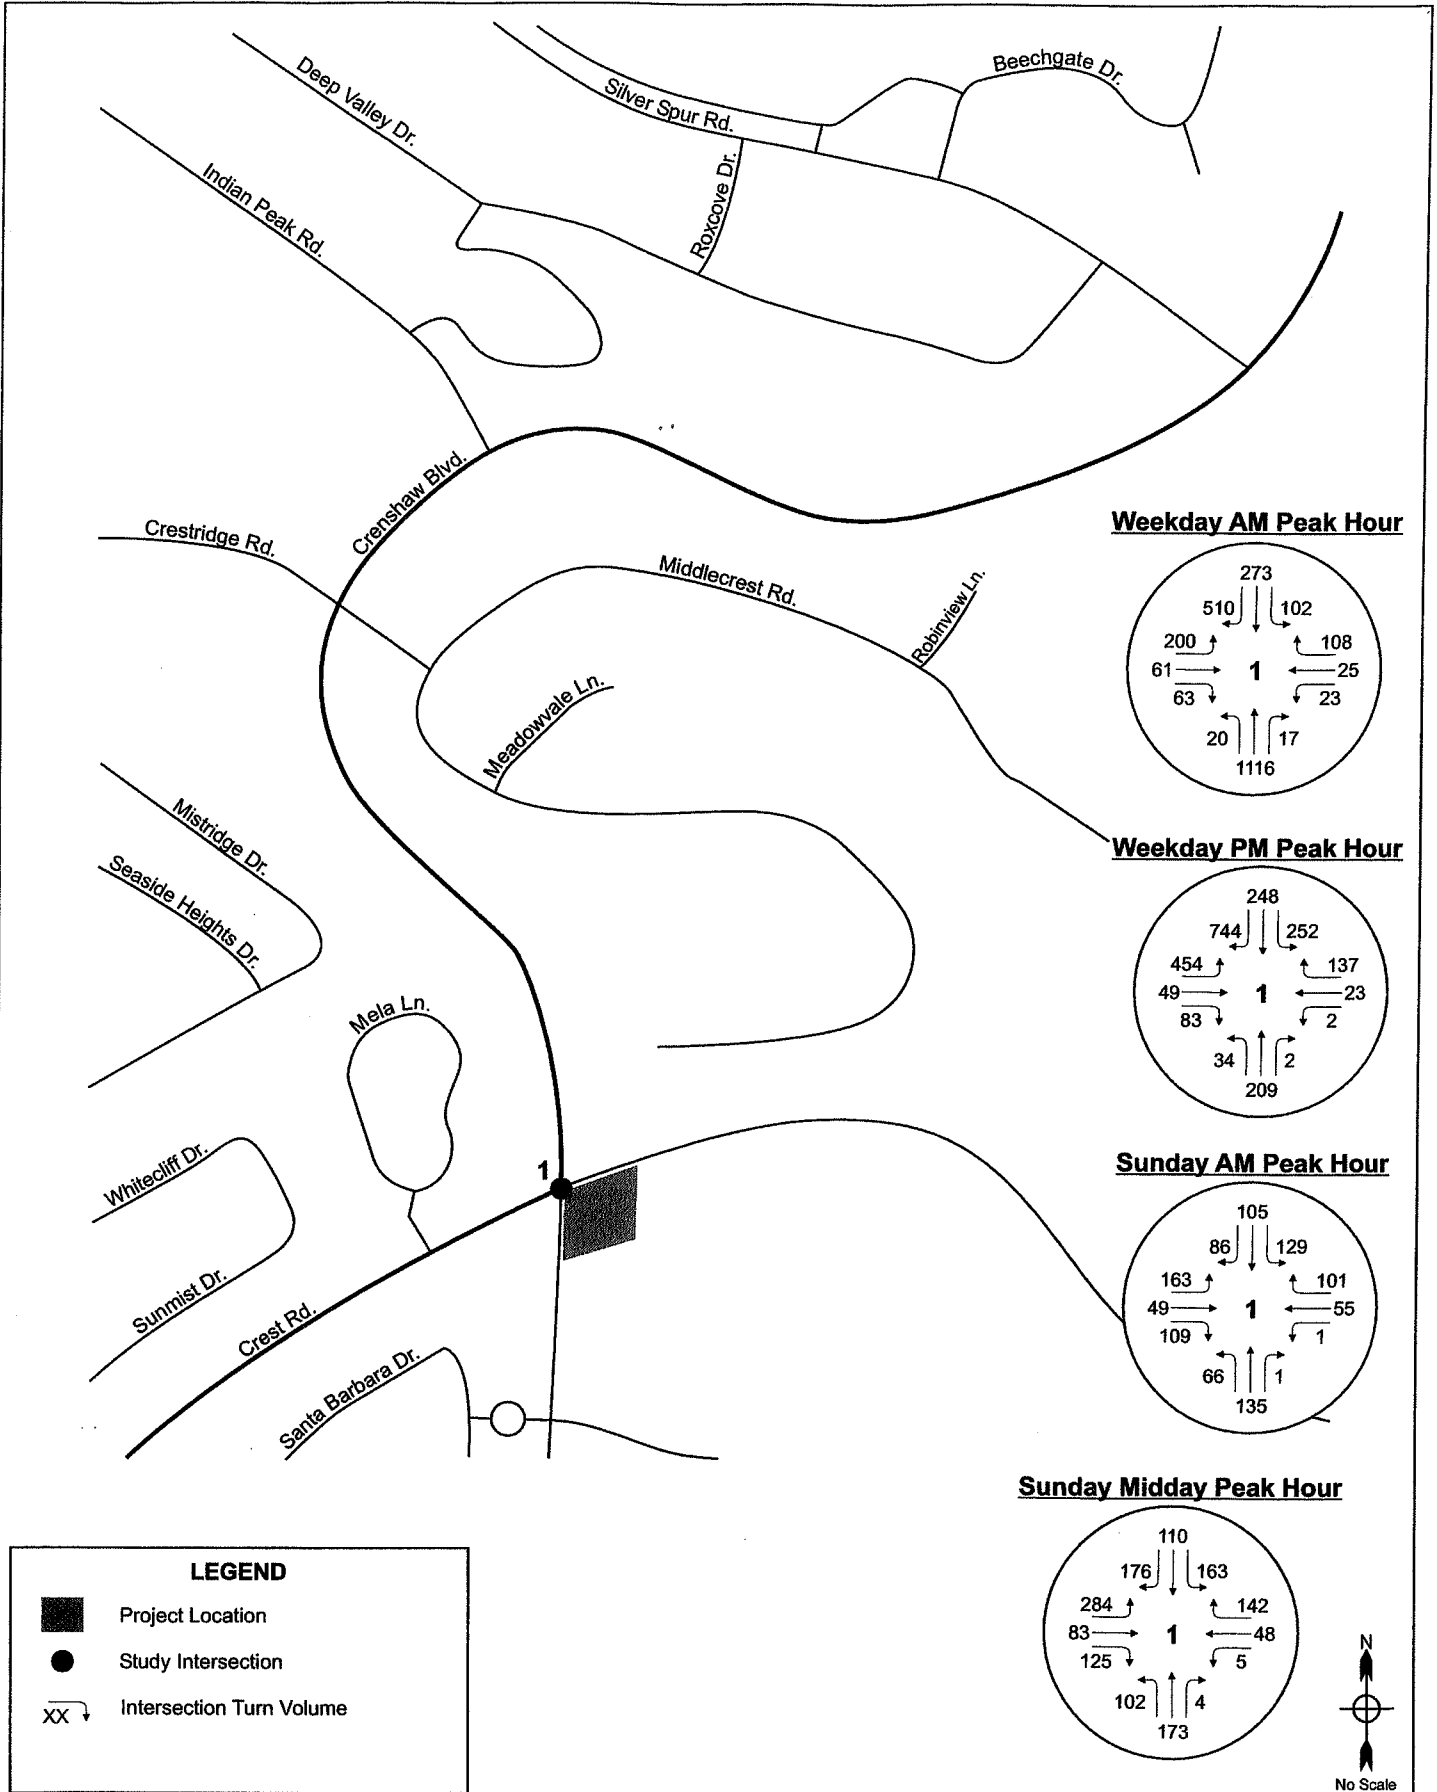 Beechgate Dr.
Deep Valley Dr.
Silver Spur Rd.
Roxcove Dr.
Indian Peak Rd.
Crenshaw Blvd.
Crestridge Rd.
Middlecrest Rd.
Robinview Ln.
Meadowvale Ln.
Mistridge Dr.
Seaside Heights Dr.
Mela Ln.
Whitecliff Dr.
Sunmist Dr.
Crest Rd.
Santa Barbara Dr.
1
Weekday AM Peak Hour
273
510 102
200 108
61 1 25
63 23
20 17
1116
Weekday PM Peak Hour
248
744 252
454 137
49 1 23
83 2
34 2
209
Sunday AM Peak Hour
105
86 129
163 101
49 1 55
109 1
66 1
135
Sunday Midday Peak Hour
110
176 163
284 142
83 1 48
125 5
102 4
173
LEGEND
Project Location
Study Intersection
XX Intersection Turn Volume
N
No Scale